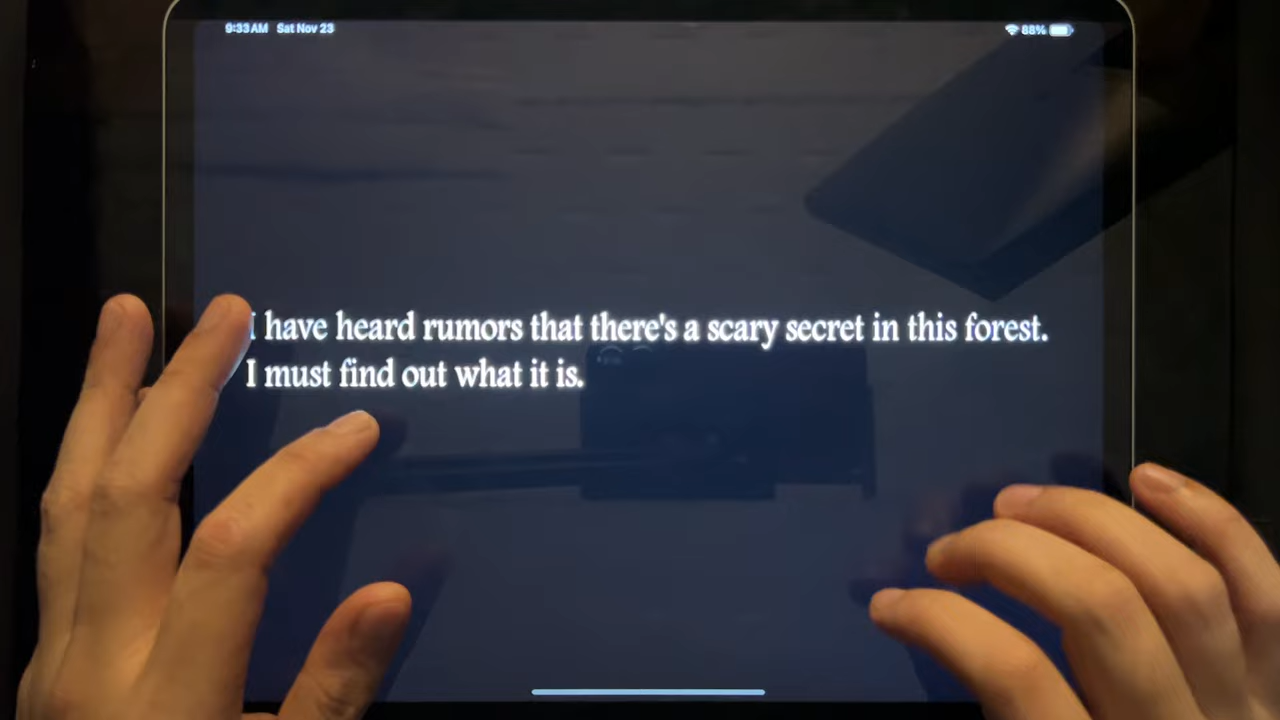 9:33 AM Sat Nov 23
88%
I have heard rumors that there's a scary secret in this forest.
I must find out what it is.